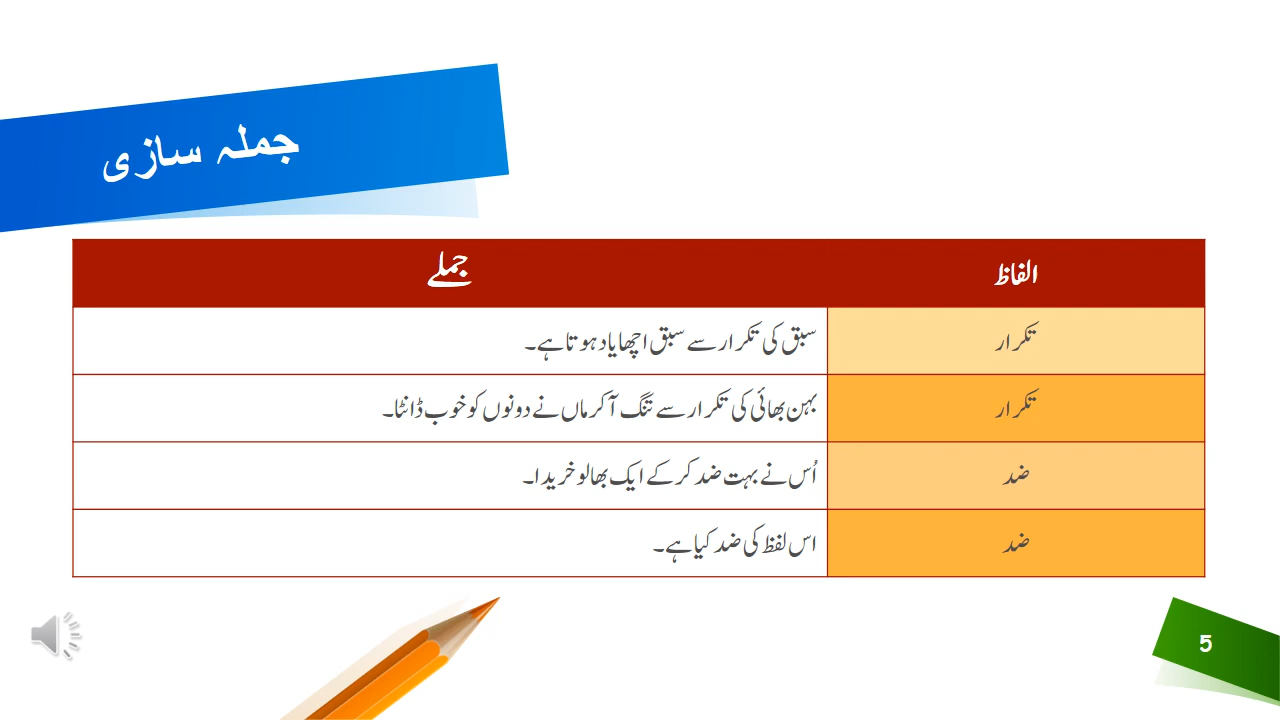 جملہ سازی
الفاظ	جملے
تکرار	سبق کی تکرار سے سبق اچھا یاد ہوتا ہے۔
تکرار	بہن بھائی کی تکرار سے تنگ آ کر ماں نے دونوں کو خوب ڈانٹا۔
ضد	اُس نے بہت ضد کر کے ایک بھالو خریدا۔
ضد	اس لفظ کی ضد کیا ہے۔
5